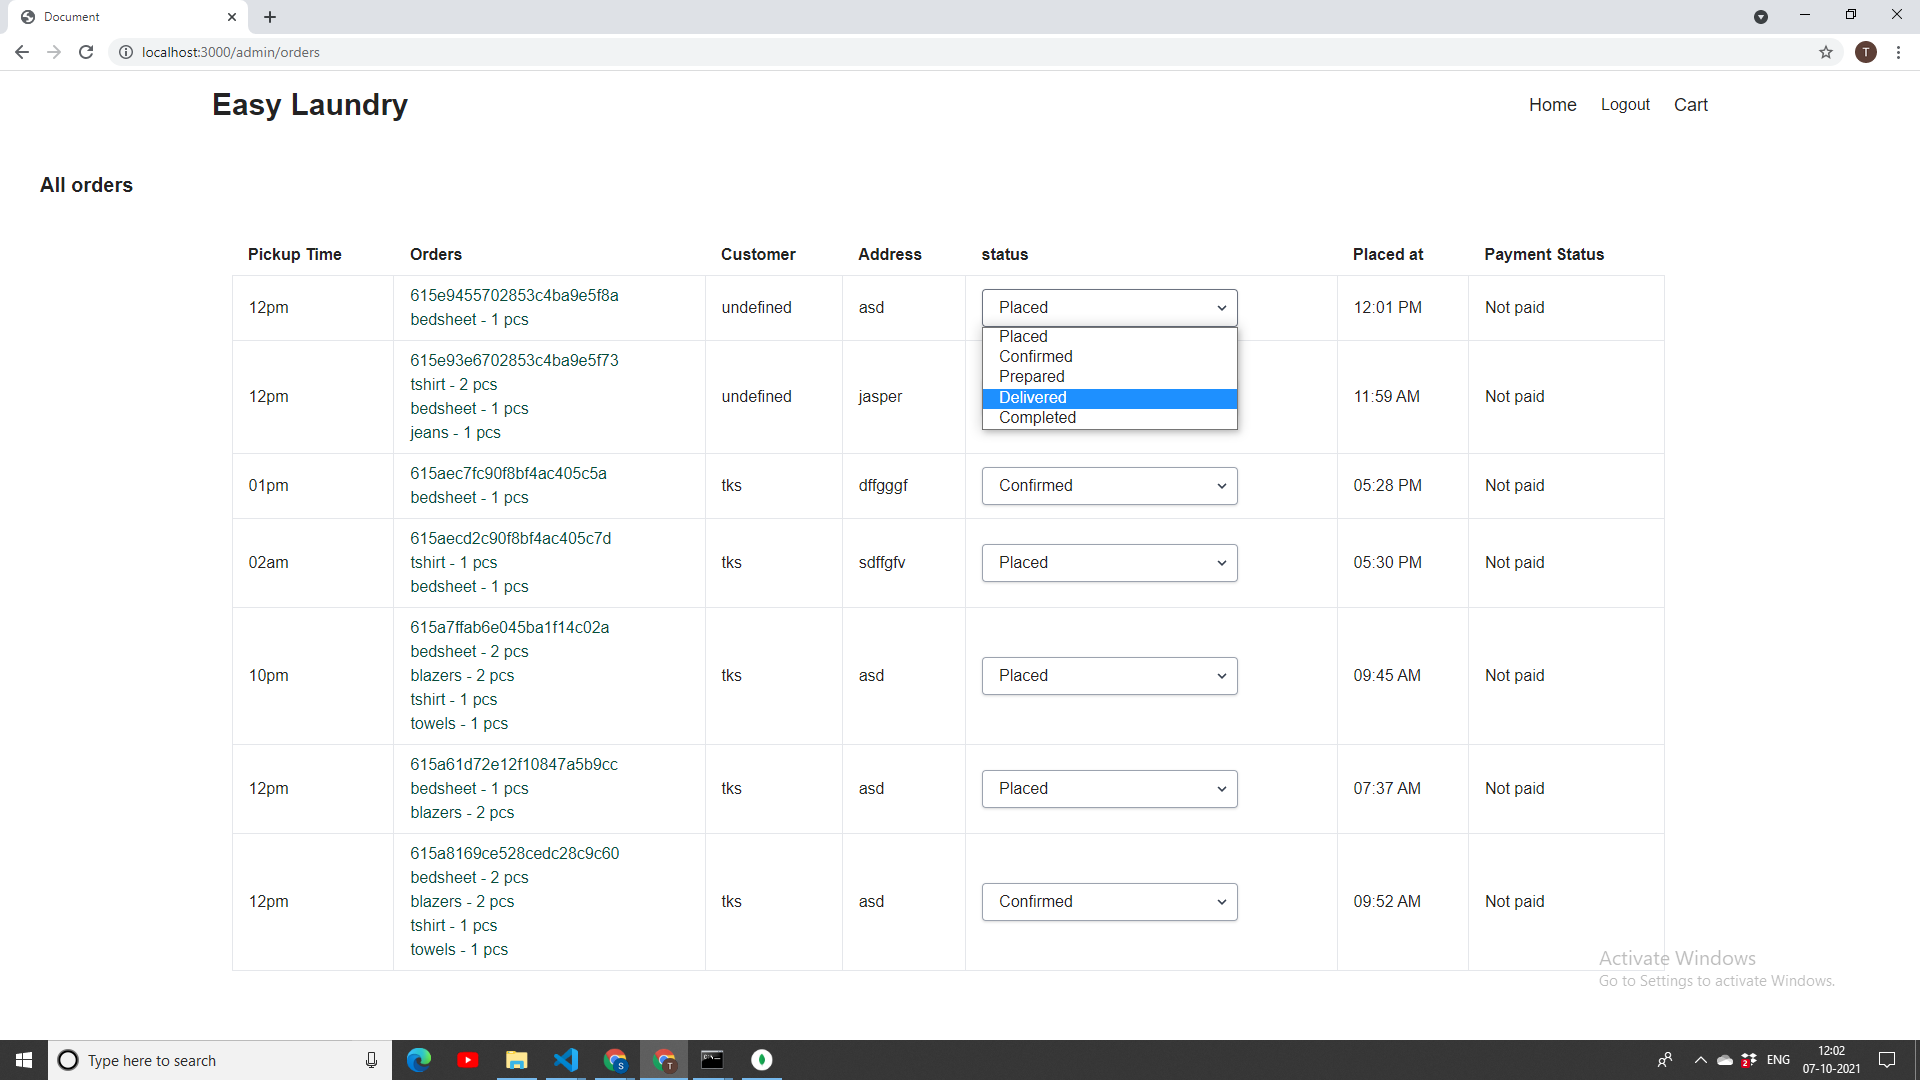 Document
localhost:3000/admin/orders
T
Easy Laundry
Home Logout Cart
All orders
Pickup Time Orders Customer Address status Placed at Payment Status
12pm
615e9455702853c4ba9e5f8a
bedsheet - 1 pcs
undefined
asd
Placed
12:01 PM
Not paid
Placed
Confirmed
Prepared
Delivered
Completed
12pm
615e93e6702853c4ba9e5f73
tshirt - 2 pcs
bedsheet - 1 pcs
jeans - 1 pcs
undefined
jasper
11:59 AM
Not paid
01pm
615aec7fc90f8bf4ac405c5a
bedsheet - 1 pcs
tks
dffgggf
Confirmed
05:28 PM
Not paid
02am
615aecd2c90f8bf4ac405c7d
tshirt - 1 pcs
bedsheet - 1 pcs
tks
sdffgfv
Placed
05:30 PM
Not paid
10pm
615a7ffab6e045ba1f14c02a
bedsheet - 2 pcs
blazers - 2 pcs
tshirt - 1 pcs
towels - 1 pcs
tks
asd
Placed
09:45 AM
Not paid
12pm
615a61d72e12f10847a5b9cc
bedsheet - 1 pcs
blazers - 2 pcs
tks
asd
Placed
07:37 AM
Not paid
12pm
615a8169ce528cedc28c9c60
bedsheet - 2 pcs
blazers - 2 pcs
tshirt - 1 pcs
towels - 1 pcs
tks
asd
Confirmed
09:52 AM
Not paid
Activate Windows
Go to Settings to activate Windows.
Type here to search
S
T
2
ENG
12:02
07-10-2021